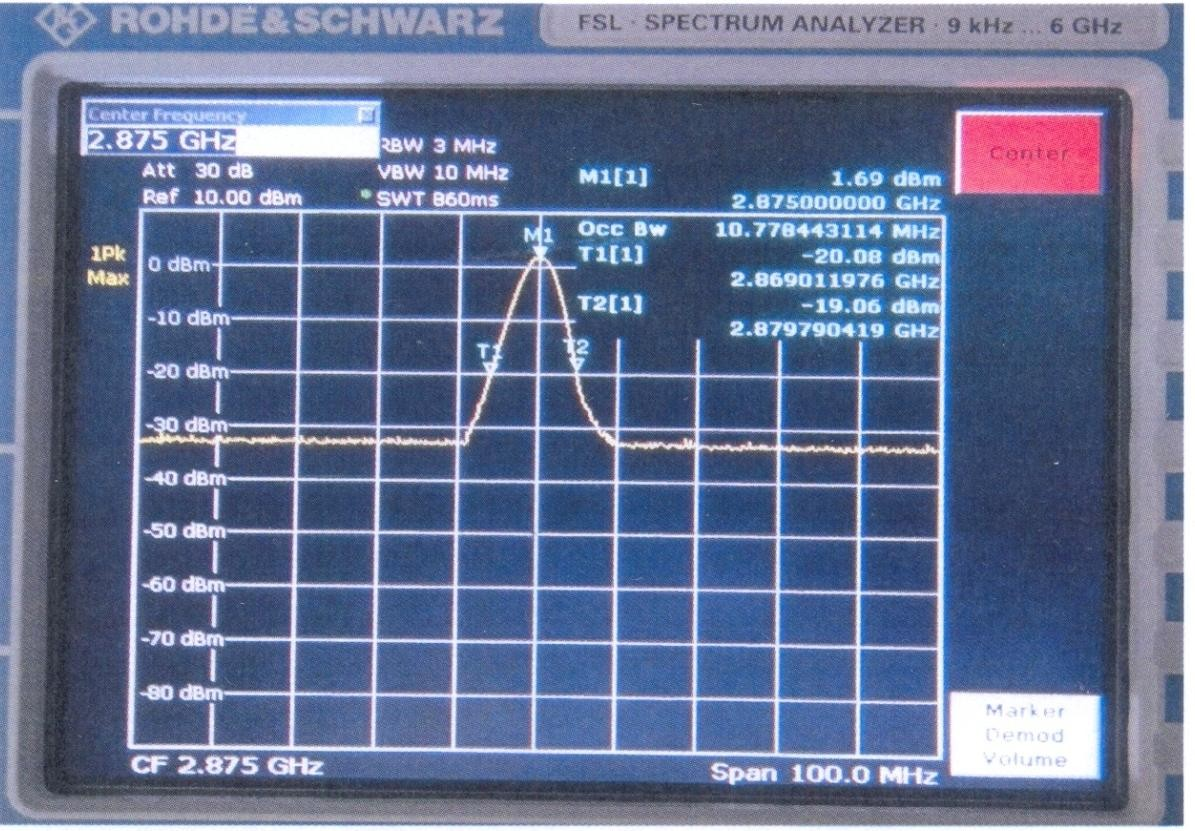 ROHDE&SCHWARZ
FSL · SPECTRUM ANALYZER · 9 kHz ... 6 GHz
Center Frequency
2.875 GHz
RBW 3 MHz
Att 30 dB
VBW 10 MHz
Ref 10.00 dBm
SWT 860ms
M1[1] 1.69 dBm
2.875000000 GHz
Occ Bw 10.778443114 MHz
T1[1] -20.08 dBm
2.869011976 GHz
T2[1] -19.06 dBm
2.879790419 GHz
Center
1Pk
Max
M1
T1
T2
0 dBm
-10 dBm
-20 dBm
-30 dBm
-40 dBm
-50 dBm
-60 dBm
-70 dBm
-80 dBm
CF 2.875 GHz
Span 100.0 MHz
Marker
Demod
Volume